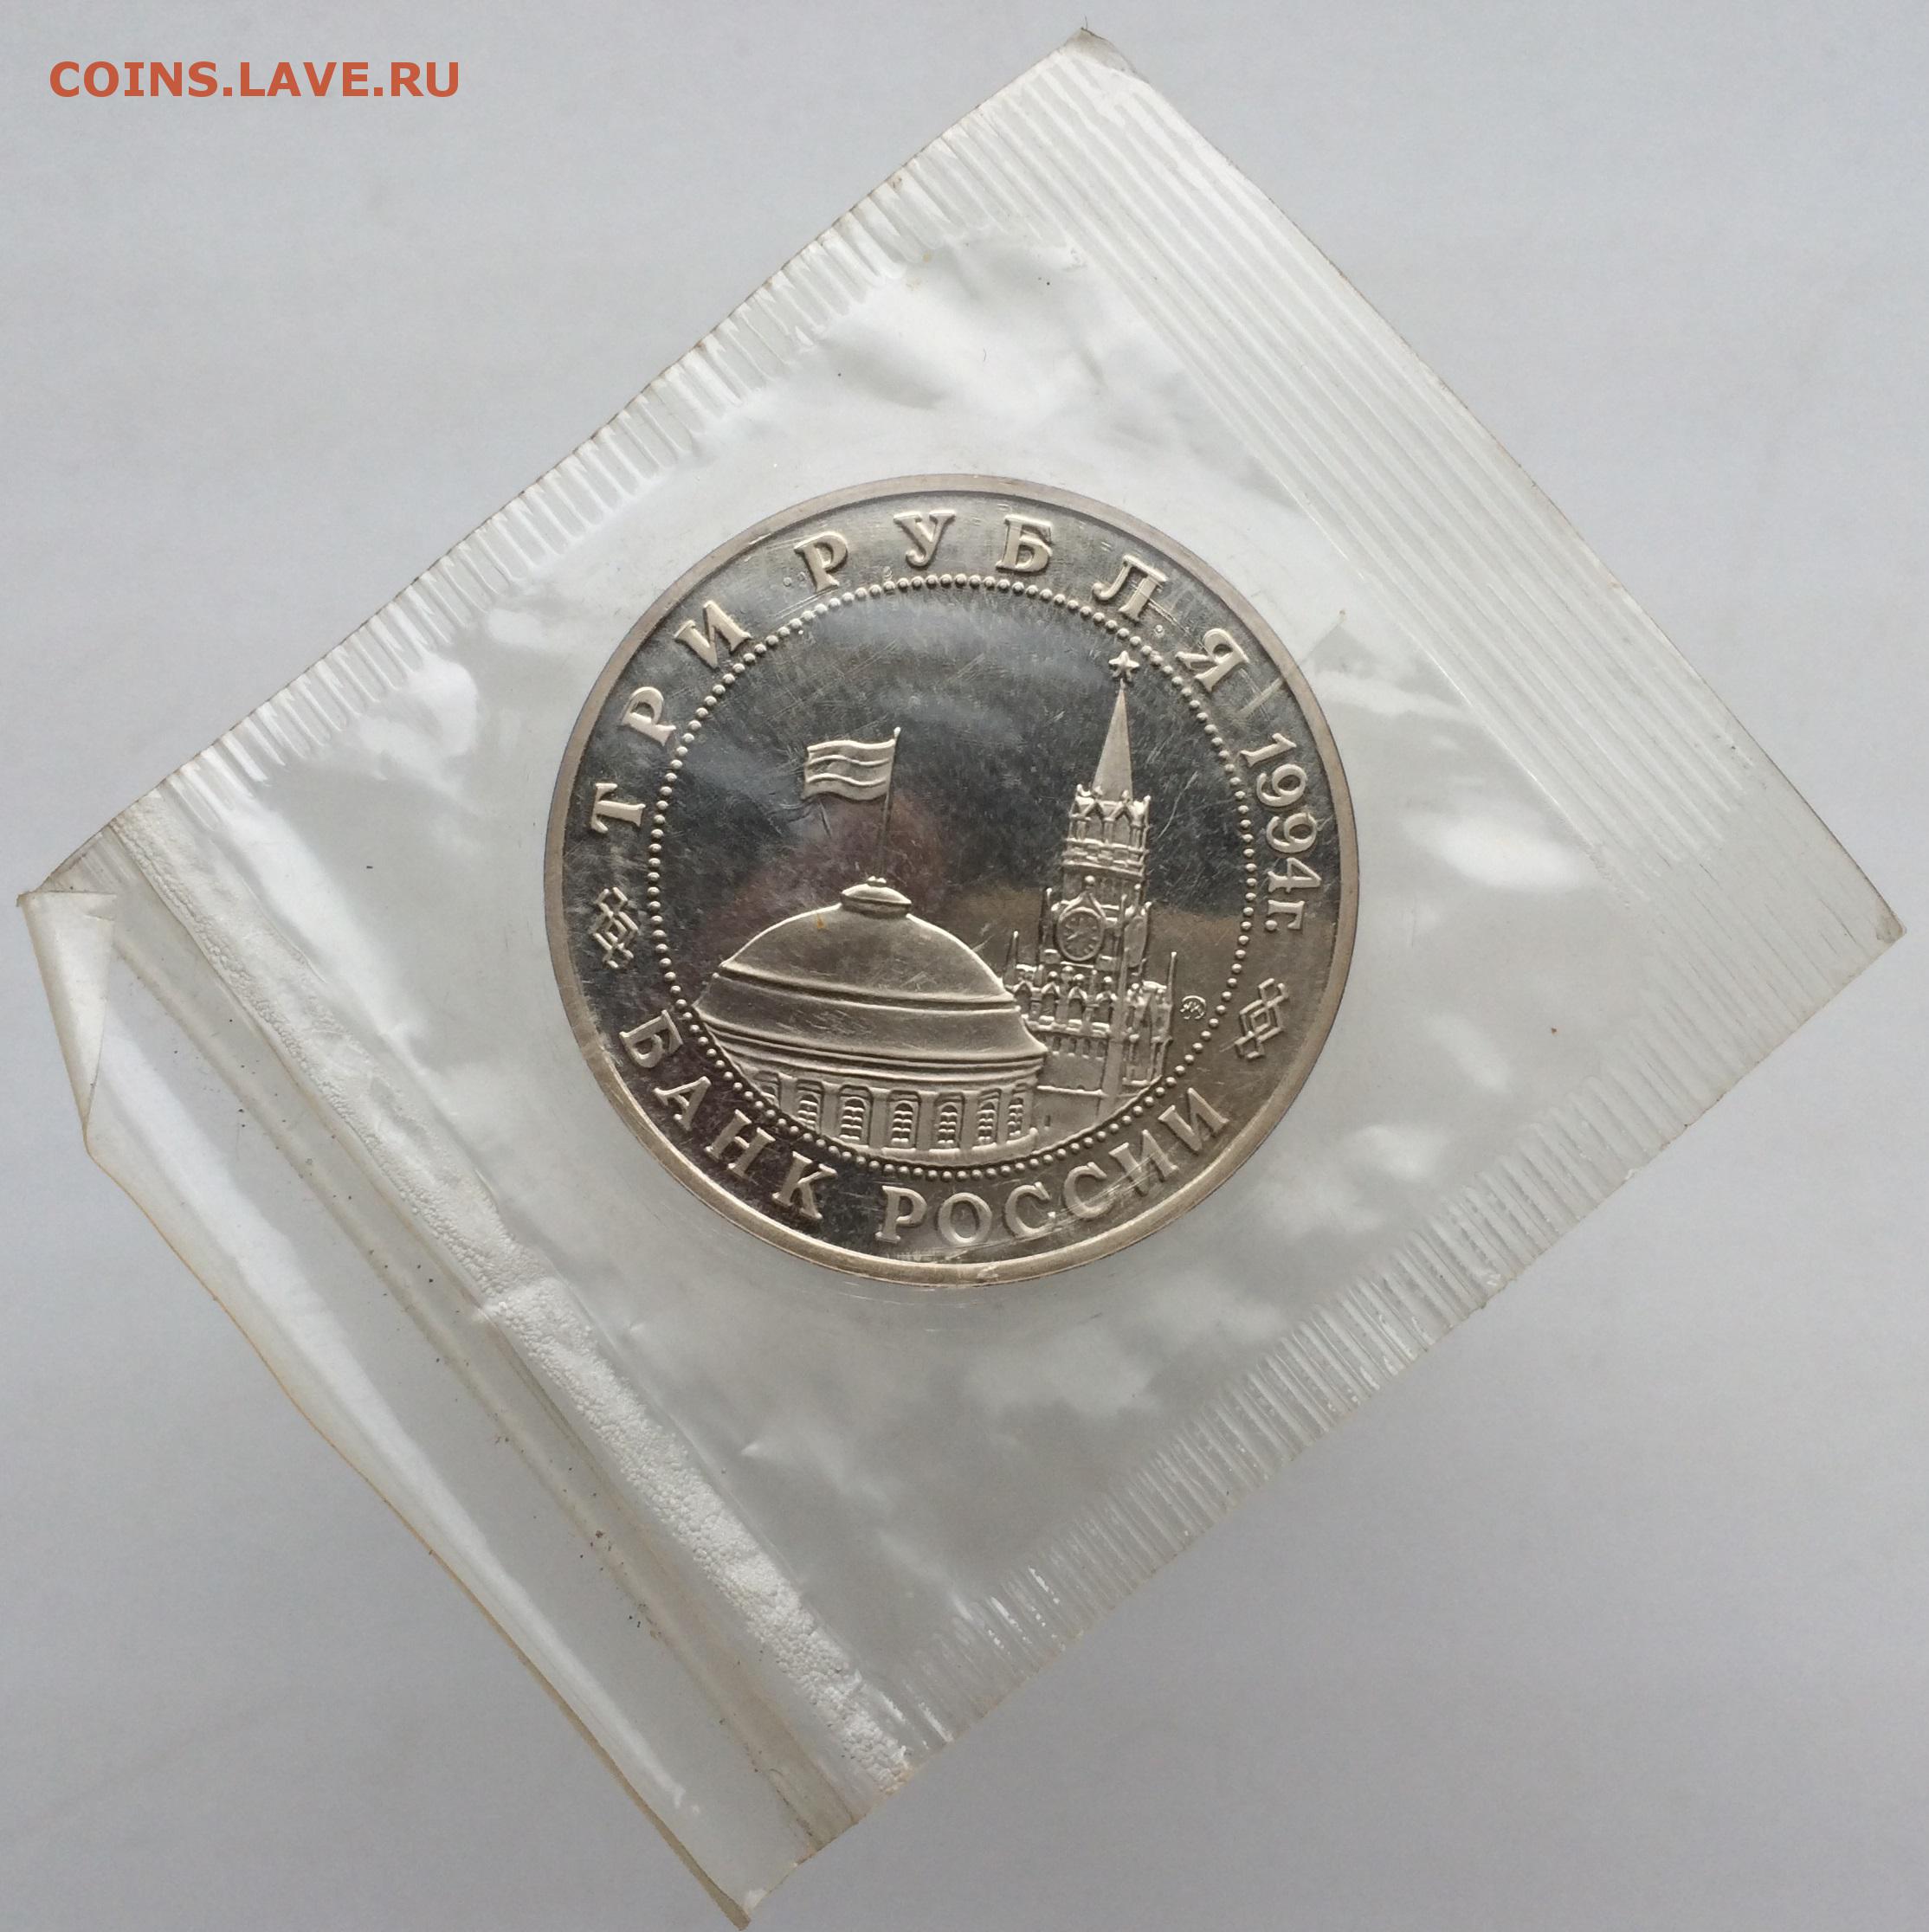 COINS.LAVE.RU
ТРИ РУБЛЯ 1994г.
БАНК РОССИИ